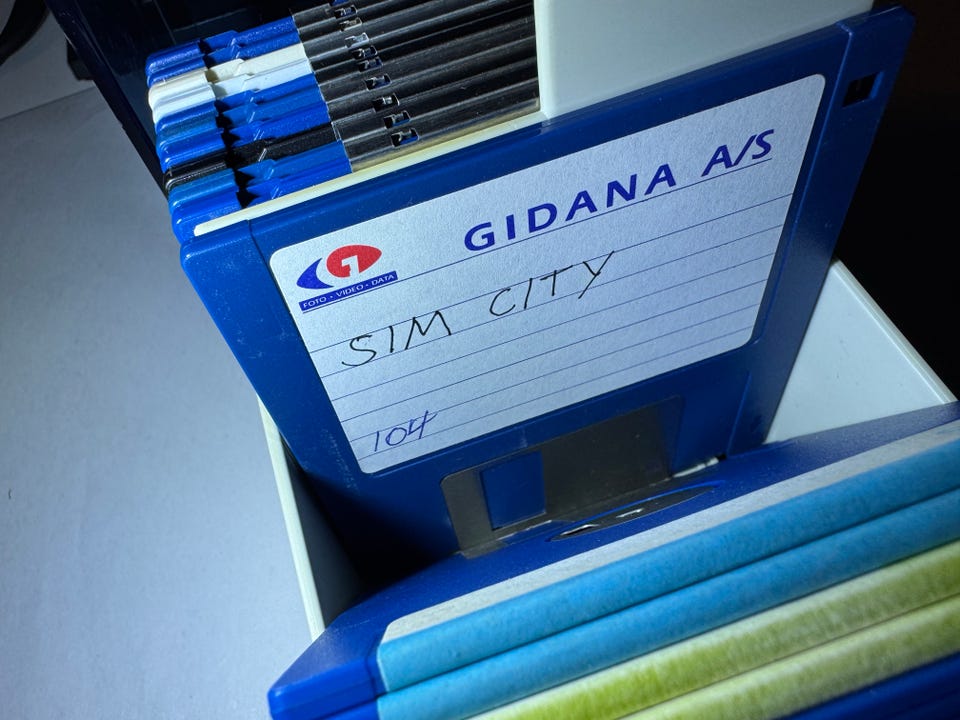 GIDANA A/S
FOTO • VIDEO • DATA
SIM CITY
104